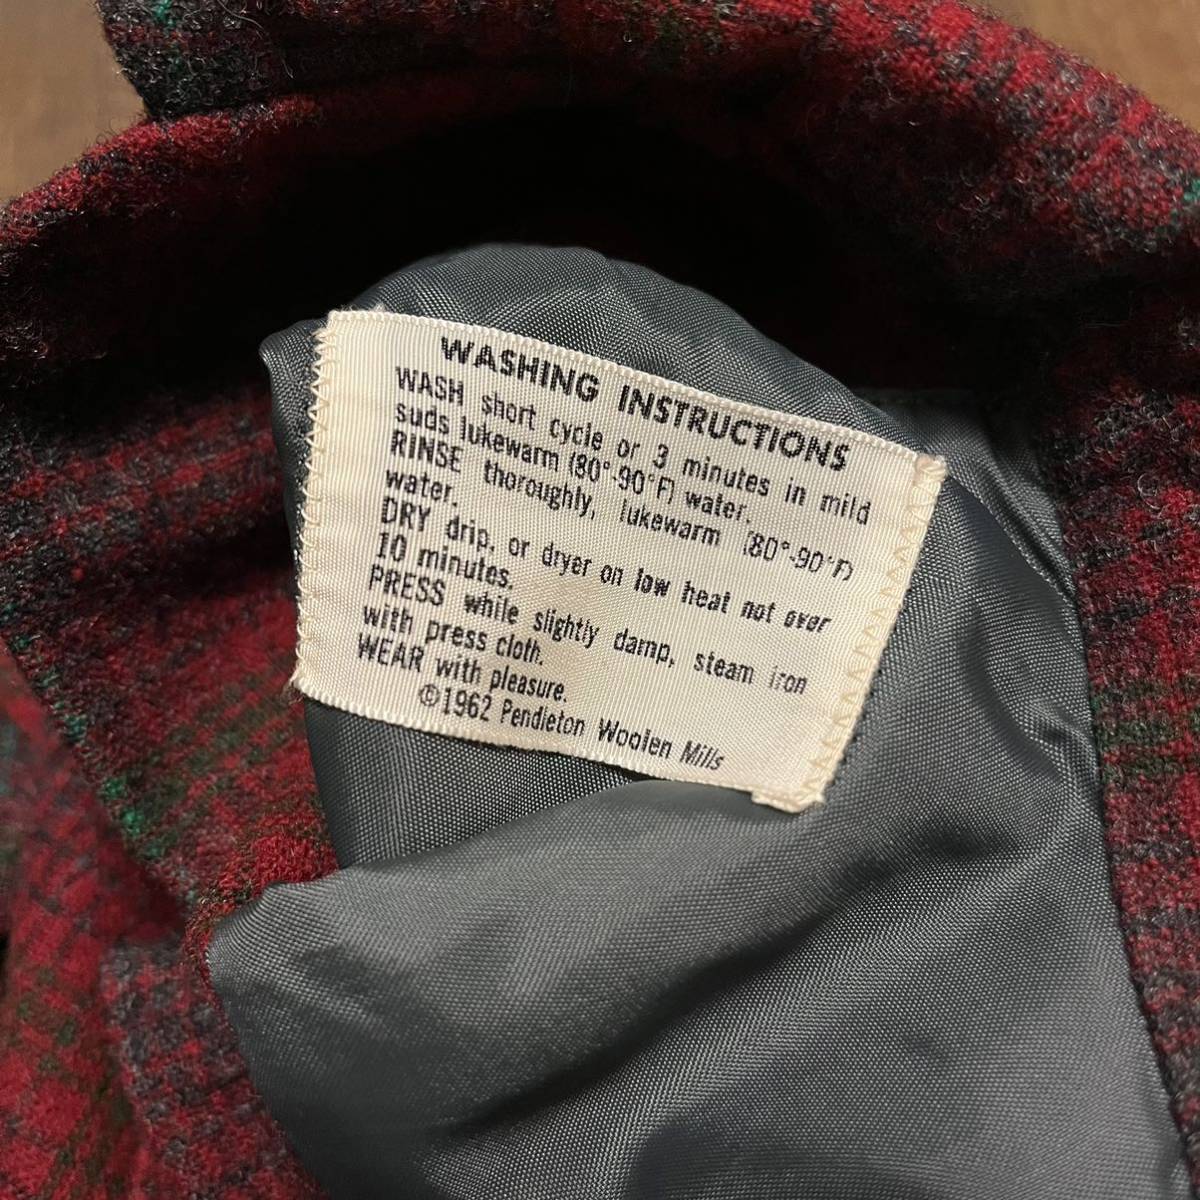 WASHING INSTRUCTIONS
WASH short cycle or 3 minutes in mild
suds lukewarm (80°-90°F) water.
RINSE thoroughly, lukewarm (80°-90°F)
water.
DRY drip, or dryer on low heat not over
10 minutes.
PRESS while slightly damp, steam iron
with press cloth.
WEAR with pleasure.
©1962 Pendleton Woolen Mills